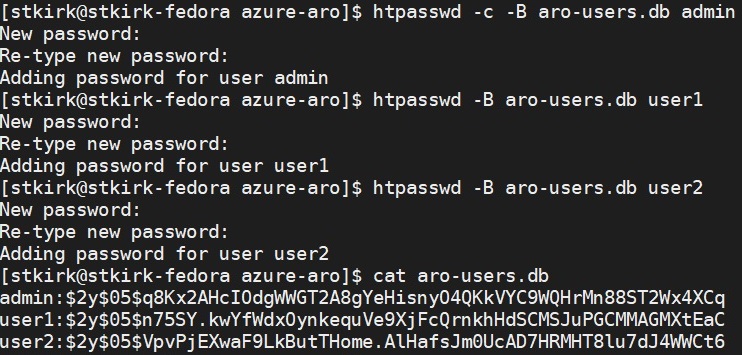 [stkirk@stkirk-fedora azure-aro]$ htpasswd -c -B aro-users.db admin
New password:
Re-type new password:
Adding password for user admin
[stkirk@stkirk-fedora azure-aro]$ htpasswd -B aro-users.db user1
New password:
Re-type new password:
Adding password for user user1
[stkirk@stkirk-fedora azure-aro]$ htpasswd -B aro-users.db user2
New password:
Re-type new password:
Adding password for user user2
[stkirk@stkirk-fedora azure-aro]$ cat aro-users.db
admin:$2y$05$q8Kx2AHcIOdgWWGT2A8gYeHisnyO4QKkVYC9WQHrMn88ST2Wx4XCq
user1:$2y$05$n75SY.kwYfWdxOynkequVe9XjFcQrnkhHdSCMSJuPGCMMAGMXtEaC
user2:$2y$05$VpvPjEXwaF9LkButTHome.AlHafsJm0UcAD7HRMHT8lu7dJ4WWCt6